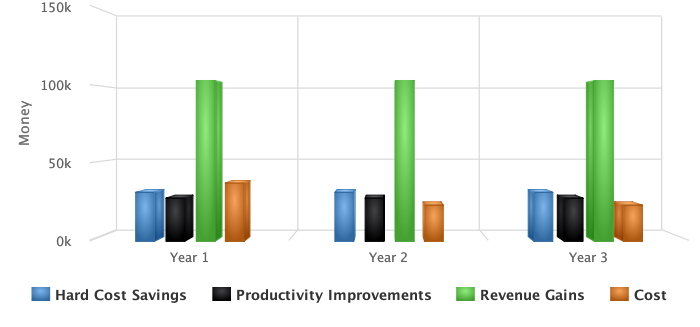 150k
100k
50k
0k
Money
Year 1
Year 2
Year 3
Hard Cost Savings
Productivity Improvements
Revenue Gains
Cost